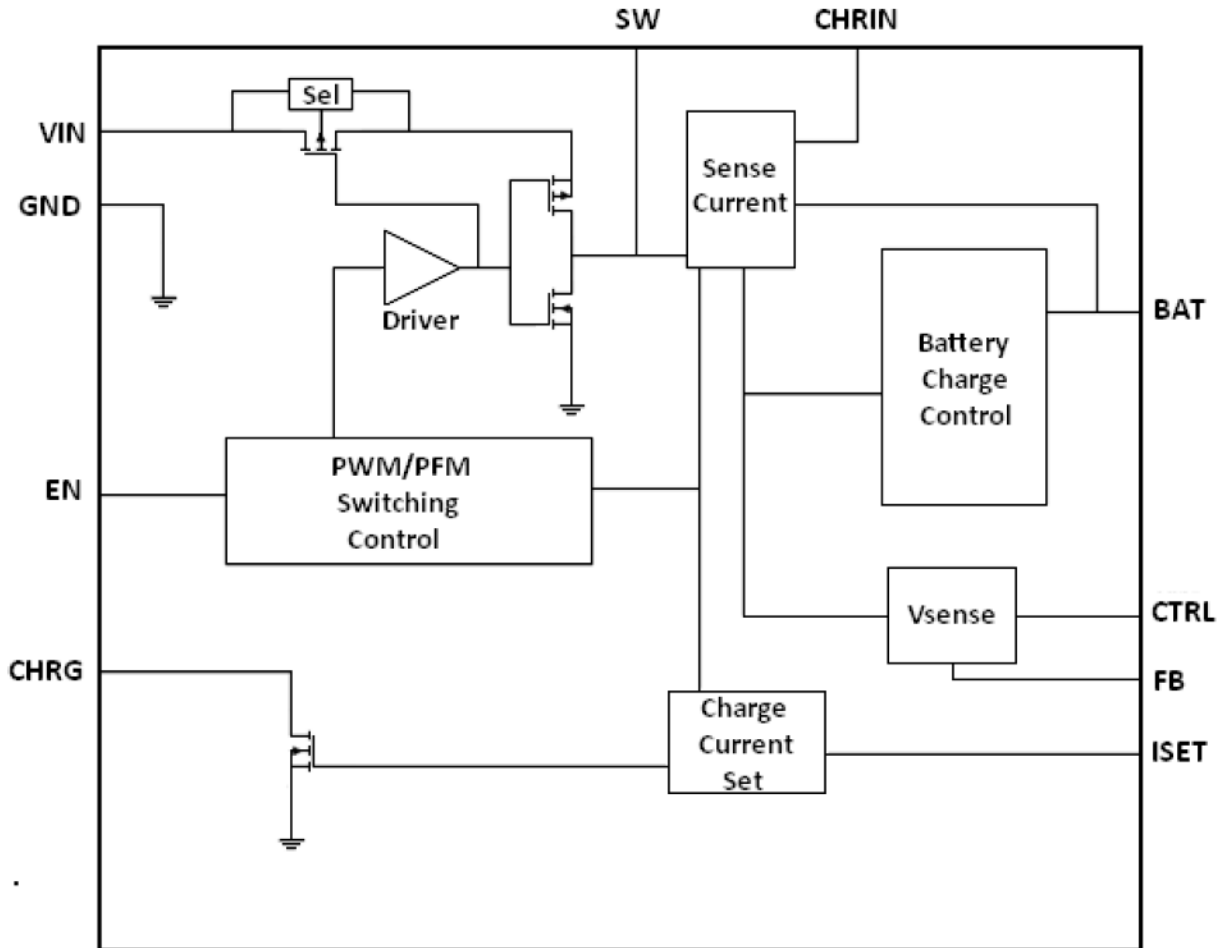 SW
CHRIN
Sel
VIN
Sense
Current
GND
Driver
BAT
Battery
Charge
Control
PWM/PFM
Switching
Control
EN
Vsense
CTRL
CHRG
FB
Charge
Current
Set
ISET
.